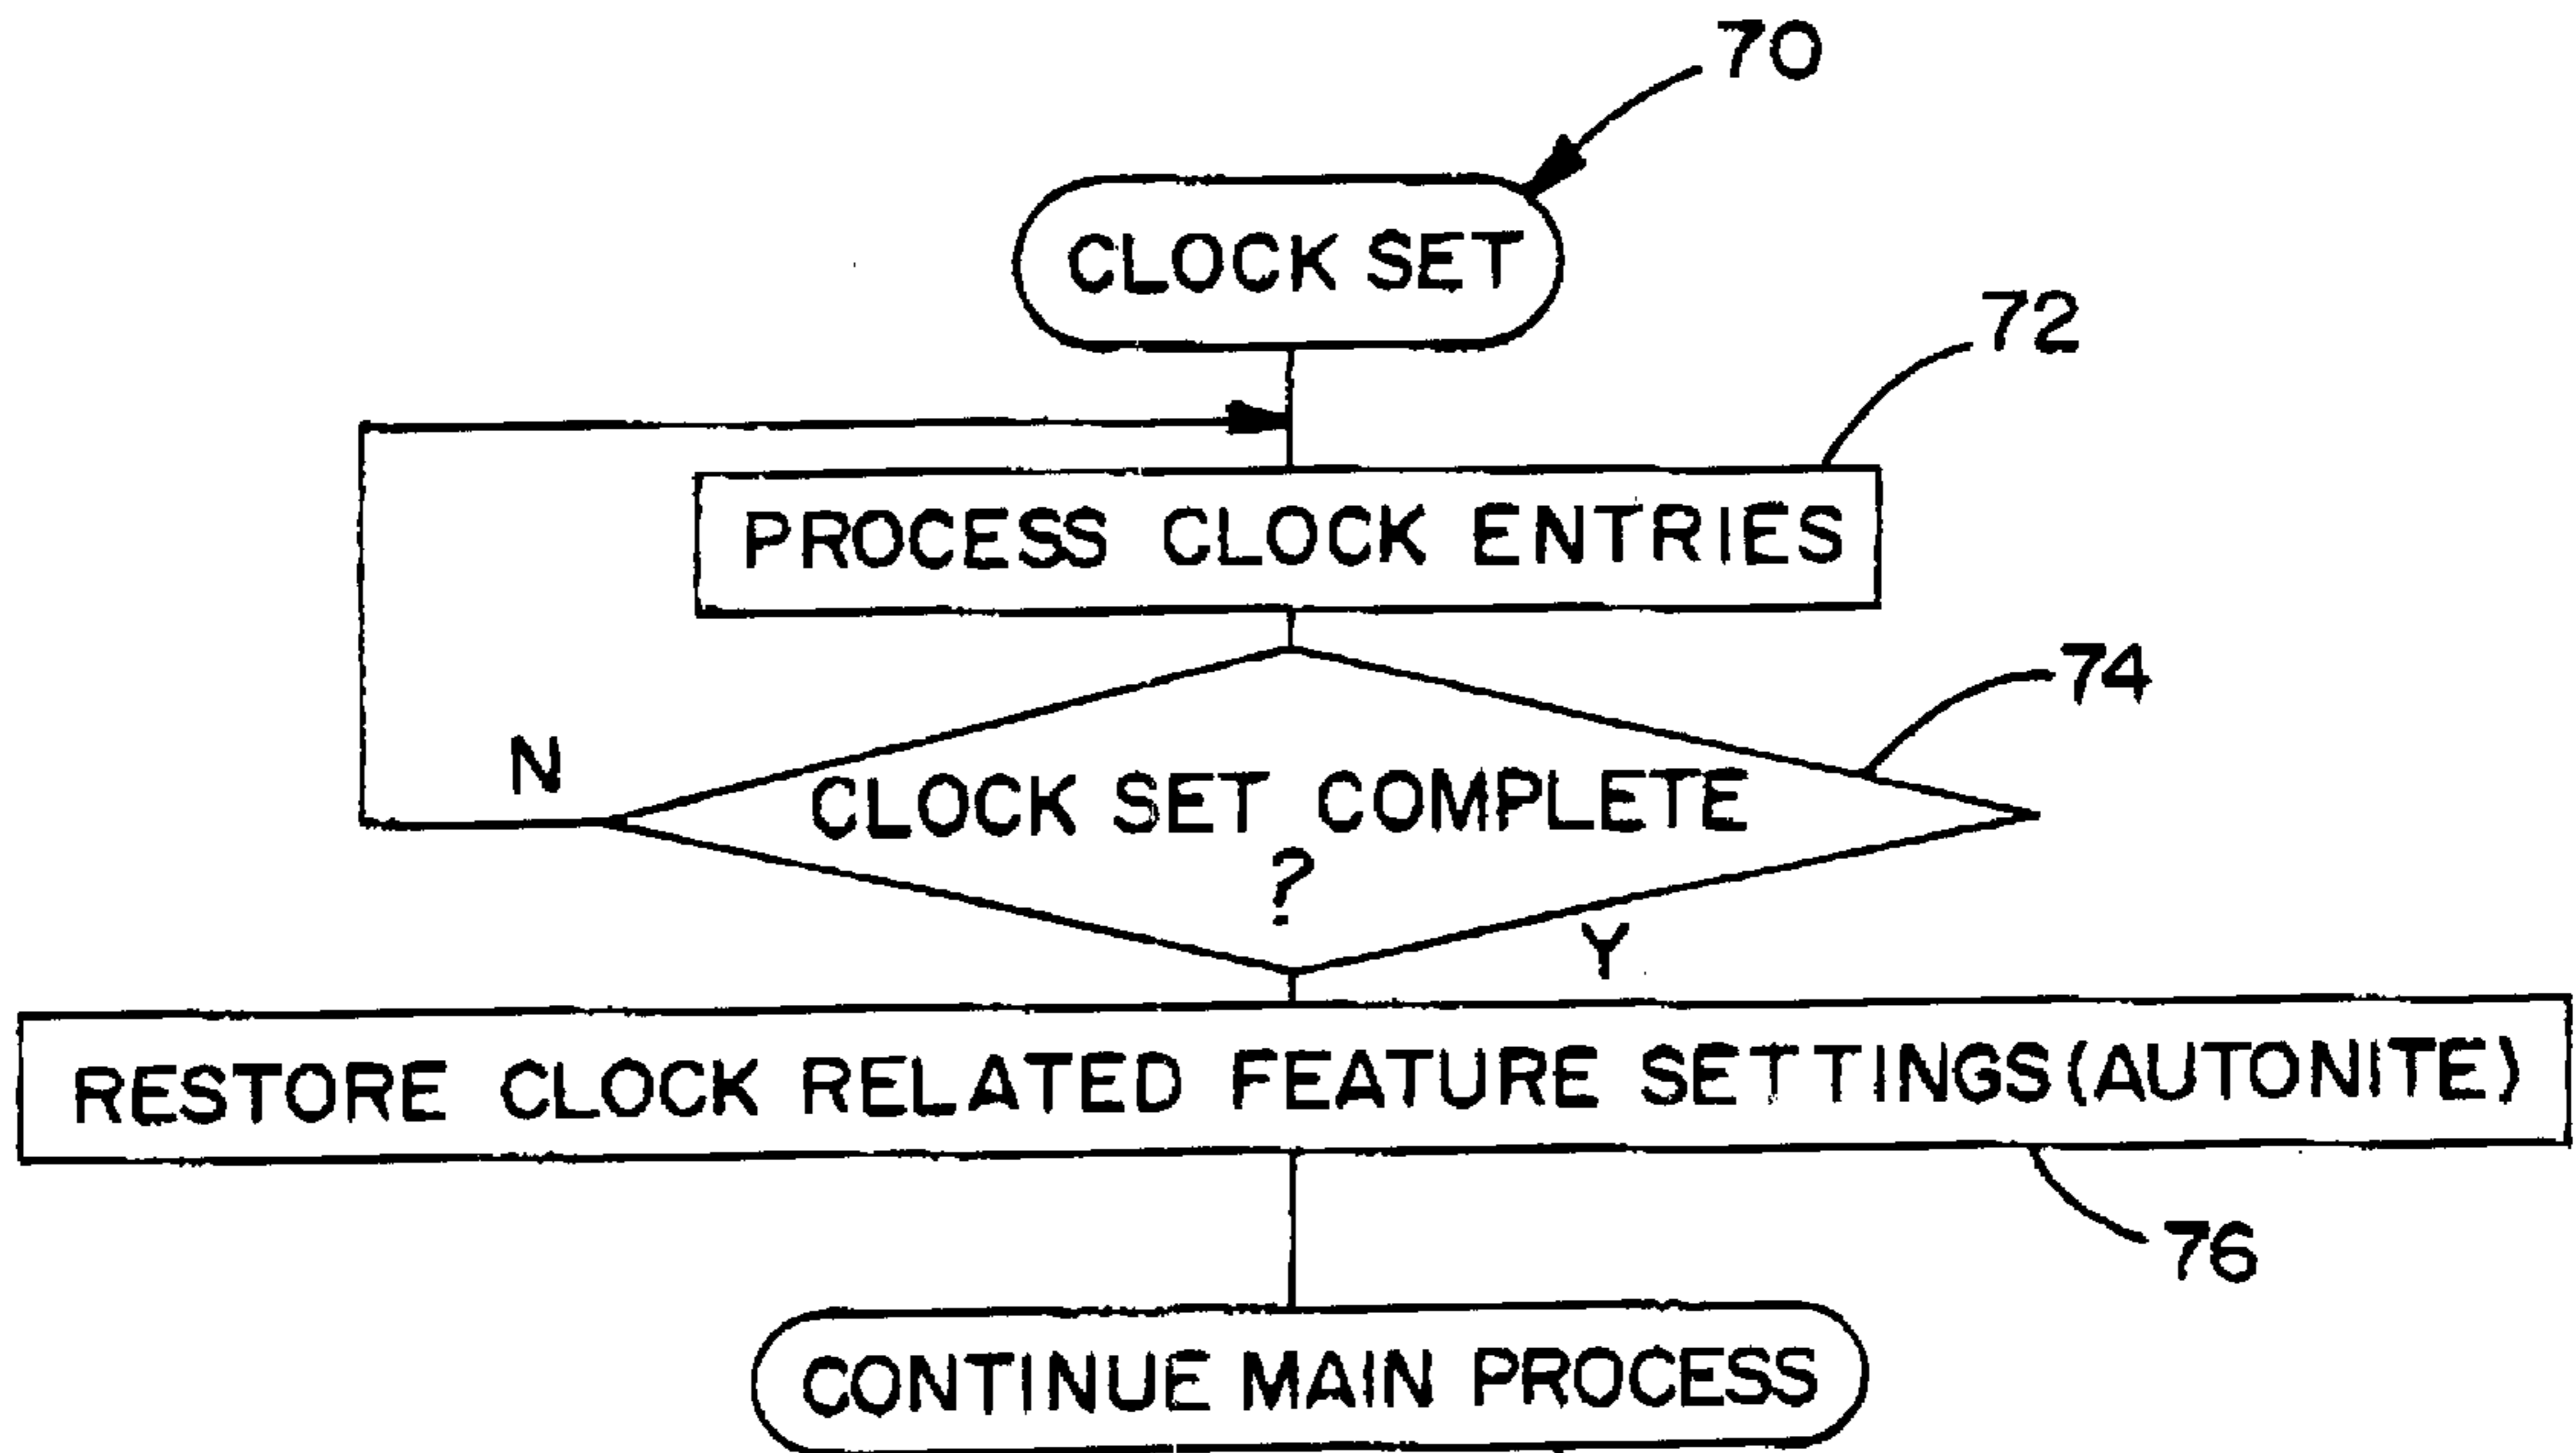 70
CLOCK SET
72
PROCESS CLOCK ENTRIES
74
N
CLOCK SET COMPLETE
?
Y
RESTORE CLOCK RELATED FEATURE SETTINGS(AUTONITE)
76
CONTINUE MAIN PROCESS